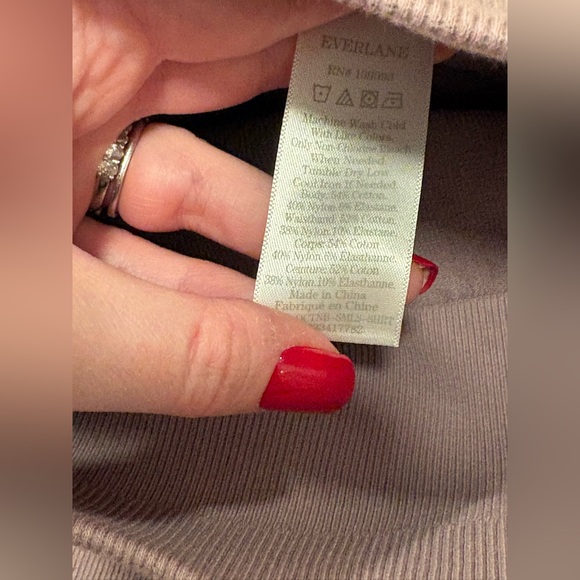 EVERLANE
RN#
Machine Wash Cold
With Like Colors.
Only Non-Chlorine Bleach
When Needed.
Tumble Dry Low.
Cool Iron If Needed.
Body: 54% Cotton.
40% Nylon. 6% Elastane.
Waistband: 52% Cotton.
38% Nylon. 10% Elastane.
Corps: 54% Coton
40% Nylon. 6% Elasthanne.
Ceinture: 52% Coton
38% Nylon. 10% Elasthanne.
Made in China
Fabriqué en Chine